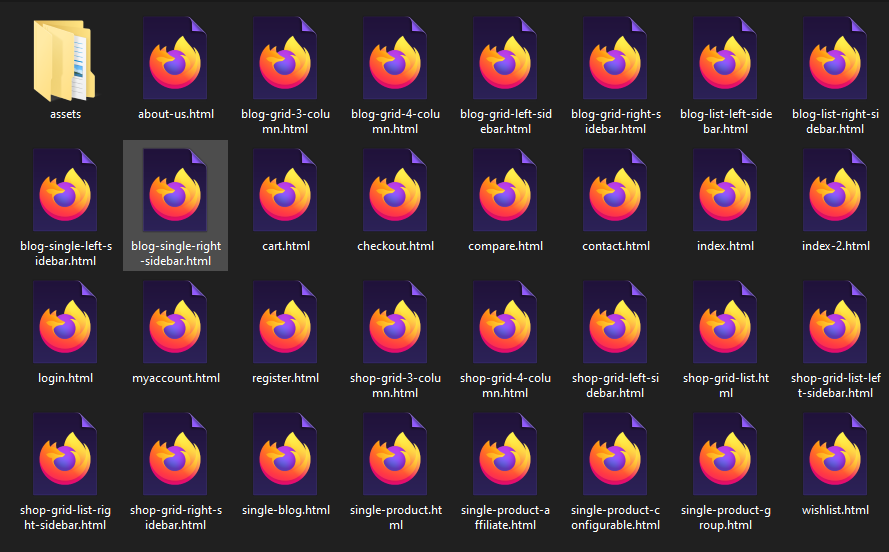 assets
about-us.html
blog-grid-3-colu
mn.html
blog-grid-4-co
lumn.html
blog-grid-left-sid
ebar.html
blog-grid-right-s
idebar.html
blog-list-left-side
bar.html
blog-list-right-si
debar.html
blog-single-left-s
idebar.html
blog-single-right
-sidebar.html
cart.html
checkout.html
compare.html
contact.html
index.html
index-2.html
login.html
myaccount.html
register.html
shop-grid-3-col
umn.html
shop-grid-4-co
lumn.html
shop-grid-left-si
debar.html
shop-grid-list.ht
ml
shop-grid-list-lef
t-sidebar.html
shop-grid-list-rig
ht-sidebar.html
shop-grid-right-s
idebar.html
single-blog.html
single-product.ht
ml
single-product-a
ffiliate.html
single-product-c
onfigurable.html
single-product-g
roup.html
wishlist.html